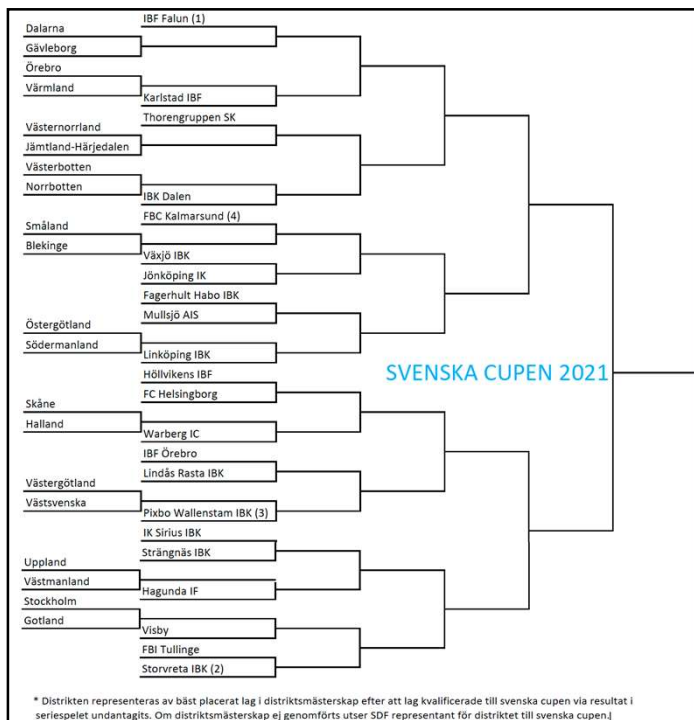 IBF Falun (1)
Dalarna
Gävleborg
Örebro
Värmland
Karlstad IBF
Thorengruppen SK
Västernorrland
Jämtland-Härjedalen
Västerbotten
Norrbotten
IBK Dalen
FBC Kalmarsund (4)
Småland
Blekinge
Växjö IBK
Jönköping IK
Fagerhult Habo IBK
Mullsjö AIS
Östergötland
Södermanland
Linköping IBK
SVENSKA CUPEN 2021
Höllvikens IBF
FC Helsingborg
Skåne
Halland
Warberg IC
IBF Örebro
Lindås Rasta IBK
Västergötland
Västsvenska
Pixbo Wallenstam IBK (3)
IK Sirius IBK
Strängnäs IBK
Uppland
Västmanland
Hagunda IF
Stockholm
Gotland
Visby
FBI Tullinge
Storvreta IBK (2)
* Distrikten representeras av bäst placerat lag i distriktsmästerskap efter att lag kvalificerade till svenska cupen via resultat i
seriespelet undantagits. Om distriktsmästerskap ej genomförts utser SDF representant för distriktet till svenska cupen.